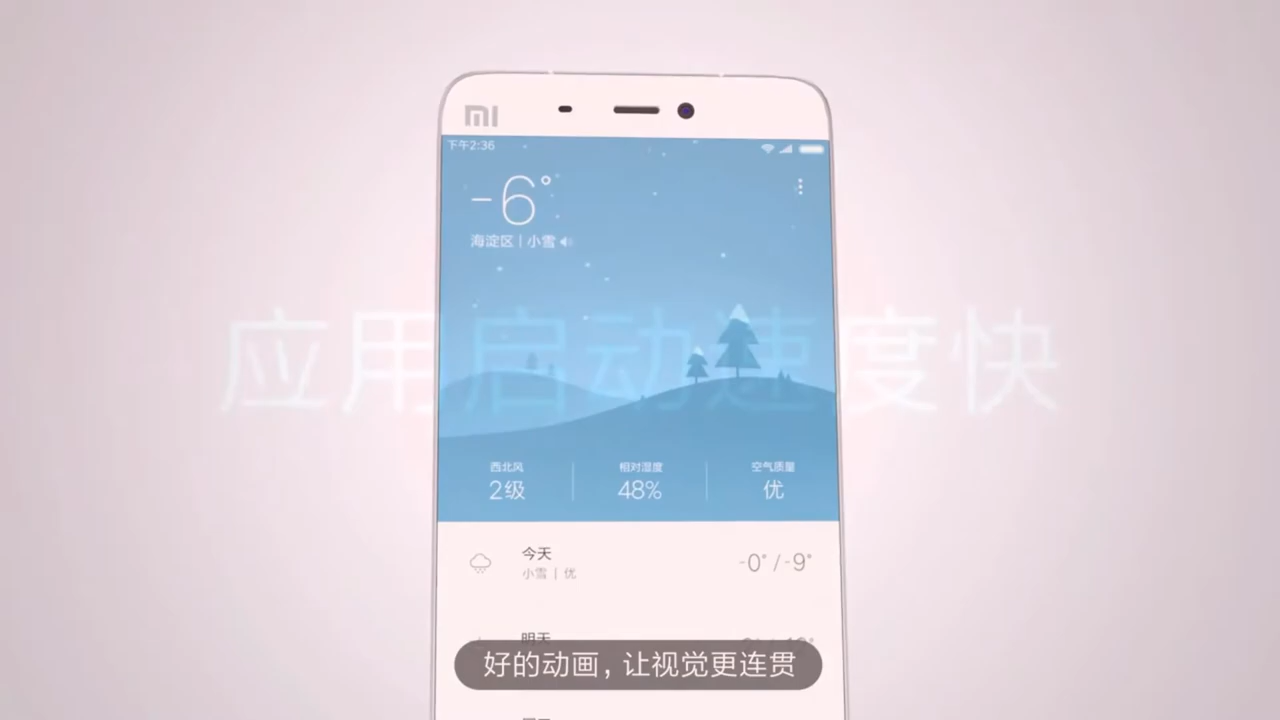 MI
下午2:36
-6°
海淀区 | 小雪
应用启动速度快
西北风 相对湿度 空气质量
2级 48% 优
今天
-0° / -9°
小雪 | 优
明天
好的动画，让视觉更连贯